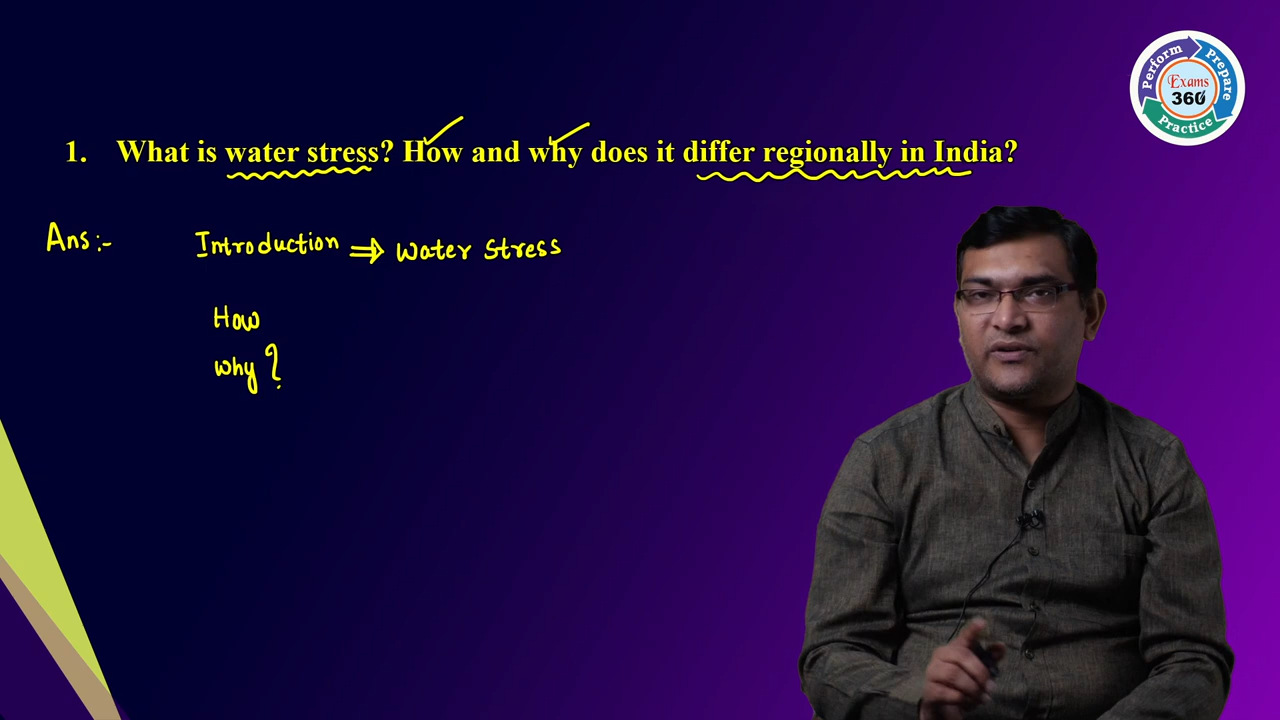 Perform
Prepare
Exams
360
Practice
1. What is water stress? How and why does it differ regionally in India?
Ans :- Introduction ⇒ water stress
How
why ?